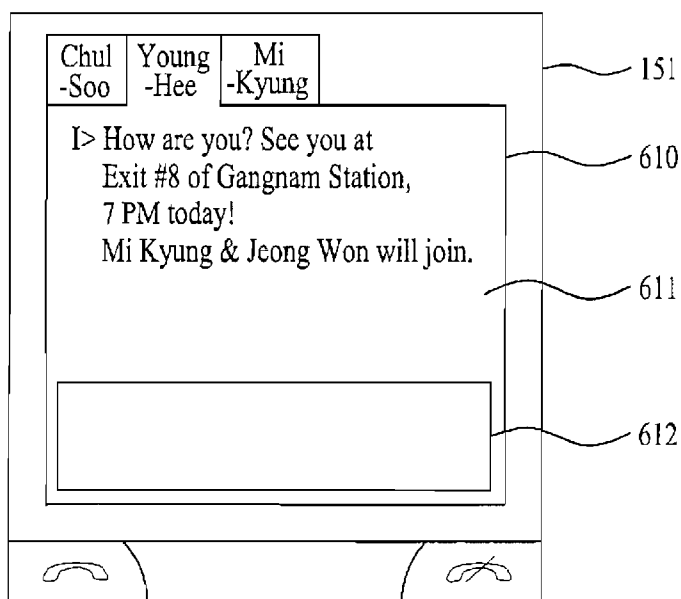 Chul
-Soo
Young
-Hee
Mi
-Kyung
I> How are you? See you at
Exit #8 of Gangnam Station,
7 PM today!
Mi Kyung & Jeong Won will join.
151
610
611
612